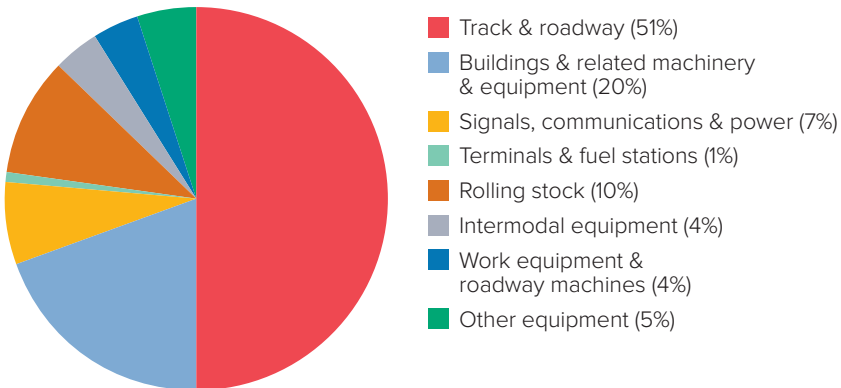 Track & roadway (51%)
Buildings & related machinery
& equipment (20%)
Signals, communications & power (7%)
Terminals & fuel stations (1%)
Rolling stock (10%)
Intermodal equipment (4%)
Work equipment &
roadway machines (4%)
Other equipment (5%)